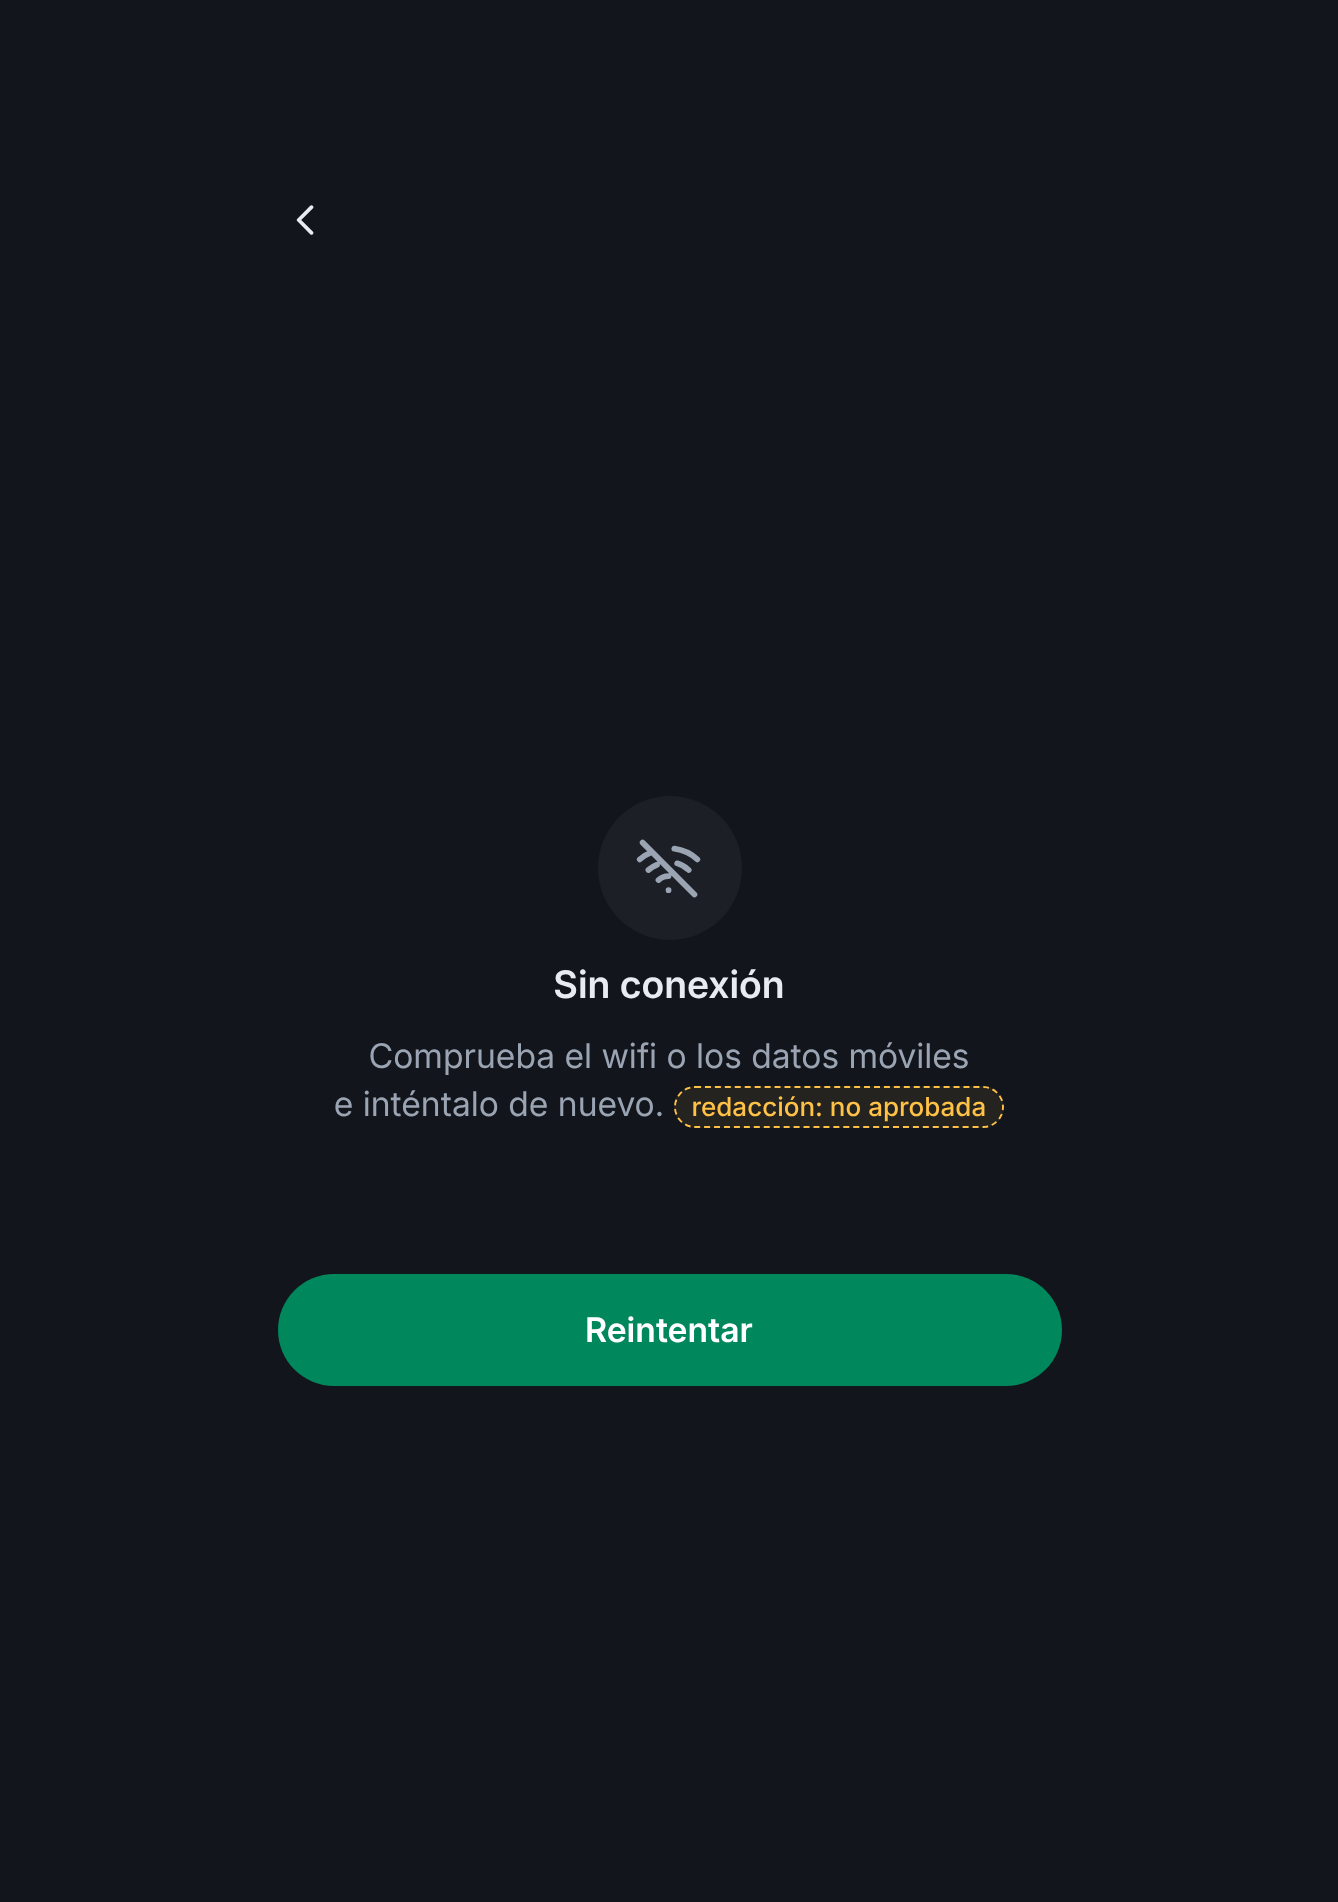 Sin conexión
Comprueba el wifi o los datos móviles
e inténtalo de nuevo. redacción: no aprobada
Reintentar